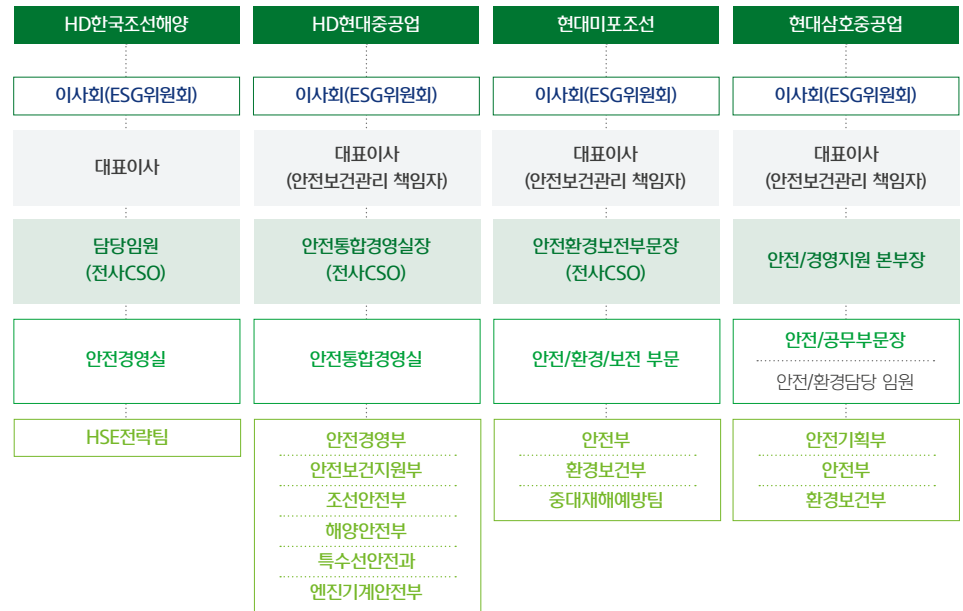 HD한국조선해양
이사회(ESG위원회)
대표이사
담당임원
(전사CSO)
안전경영실
HSE전략팀
HD현대중공업
이사회(ESG위원회)
대표이사
(안전보건관리 책임자)
안전통합경영실장
(전사CSO)
안전통합경영실
안전경영부
안전보건지원부
조선안전부
해양안전부
특수선안전과
엔진기계안전부
현대미포조선
이사회(ESG위원회)
대표이사
(안전보건관리 책임자)
안전환경보전부문장
(전사CSO)
안전/환경/보전 부문
안전부
환경보건부
중대재해예방팀
현대삼호중공업
이사회(ESG위원회)
대표이사
(안전보건관리 책임자)
안전/경영지원 본부장
안전/공무부문장
안전/환경담당 임원
안전기획부
안전부
환경보건부